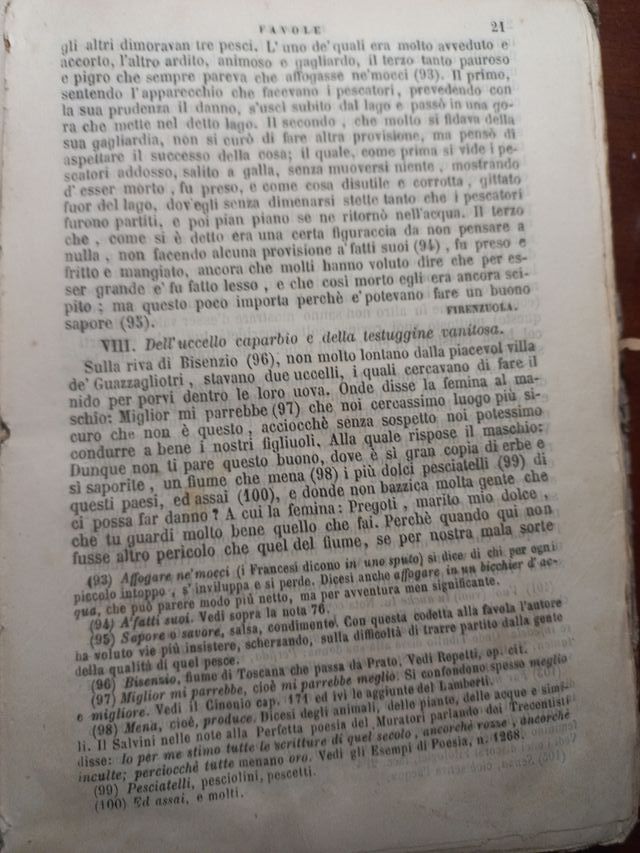 FAVOLE 21
gli altri dimoravan tre pesci. L'uno de'quali era molto avveduto e
accorto, l'altro ardito, animoso e gagliardo, il terzo tanto pauroso
e pigro che sempre pareva che affogasse ne'mocci (93). Il primo,
sentendo l'apparecchio che facevano i pescatori, prevedendo con
la sua prudenza il danno, s'uscì subito dal lago e passò in una go-
ra che mette nel detto lago. Il secondo, che molto si fidava della
sua gagliardia, non si curò di fare altra provisione, ma pensò di
aspettare il successo della cosa; il quale, come prima si vide i pe-
scatori addosso, salito a galla, senza muoversi niente, mostrando
d'esser morto, fu preso, e come cosa disutile e corrotta, gittato
fuor del lago, dov'egli senza dimenarsi stette tanto che i pescatori
furono partiti, e poi pian piano se ne ritornò nell'acqua. Il terzo
che, come si è detto era una certa figuraccia da non pensare a
nulla, non facendo alcuna provisione a'fatti suoi (94), fu preso e
fritto e mangiato, ancora che molti hanno voluto dire che per es-
ser grande e' fu fatto lesso, e che così morto egli era ancora sci-
pito; ma questo poco importa perchè e'potevano fare un buono
sapore (95). FIRENZUOLA.
VIII. Dell'uccello caparbio e della testuggine vanitosa.
Sulla riva di Bisenzio (96), non molto lontano dalla piacevol villa
de'Guazzagliotri, stavano due uccelli, i quali cercavano di fare il
nido per porvi dentro le loro uova. Onde disse la femina al ma-
schio: Miglior mi parrebbe (97) che noi cercassimo luogo più si-
curo che non è questo, acciocchè senza sospetto noi potessimo
condurre a bene i nostri figliuoli. Alla quale rispose il maschio:
Dunque non ti pare questo buono, dove è sì gran copia di erbe e
sì saporite, un fiume che mena (98) i più dolci pesciatelli (99) di
questi paesi, ed assai (100), e donde non bazzica molta gente che
ci possa far danno? A cui la femina: Pregoti, marito mio dolce,
che tu guardi molto bene quello che fai. Perchè quando qui non
fusse altro pericolo che quel del fiume, se per nostra mala sorte
(93) Affogare ne'mocci (i Francesi dicono in uno sputo) si dice di chi per ogni
piccolo intoppo, s'inviluppa e si perde. Dicesi anche affogare in un bicchier d'ac-
qua, che può parere modo più netto, ma per avventura men significante.
(94) A'fatti suoi. Vedi sopra la nota 76.
(95) Sapore o savore, salsa, condimento. Con questa codetta alla favola l'autore
ha voluto vie più insistere, scherzando, sulla difficoltà di trarre partito dalla gente
della qualità di quel pesce.
(96) Bisenzio, fiume di Toscana che passa da Prato. Vedi Repetti, op. cit.
(97) Miglior mi parrebbe, cioè mi parrebbe meglio. Si confondono spesso meglio
e migliore. Vedi il Cinonio cap. 171 ed ivi le aggiunte del Lamberti.
(98) Mena, cioè, produce. Dicesi degli animali, delle piante, delle acque e simi-
li. Il Salvini nelle note alla Perfetta poesia del Muratori parlando dei Trecentisti
disse: Io per me stimo tutte le scritture di quel secolo, ancorchè rozze, ancorchè
inculte; perciocchè tutte menano oro. Vedi gli Esempi di Poesia, n. 1268.
(99) Pesciatelli, pesciolini, pescetti.
(100) Ed assai, e molti.